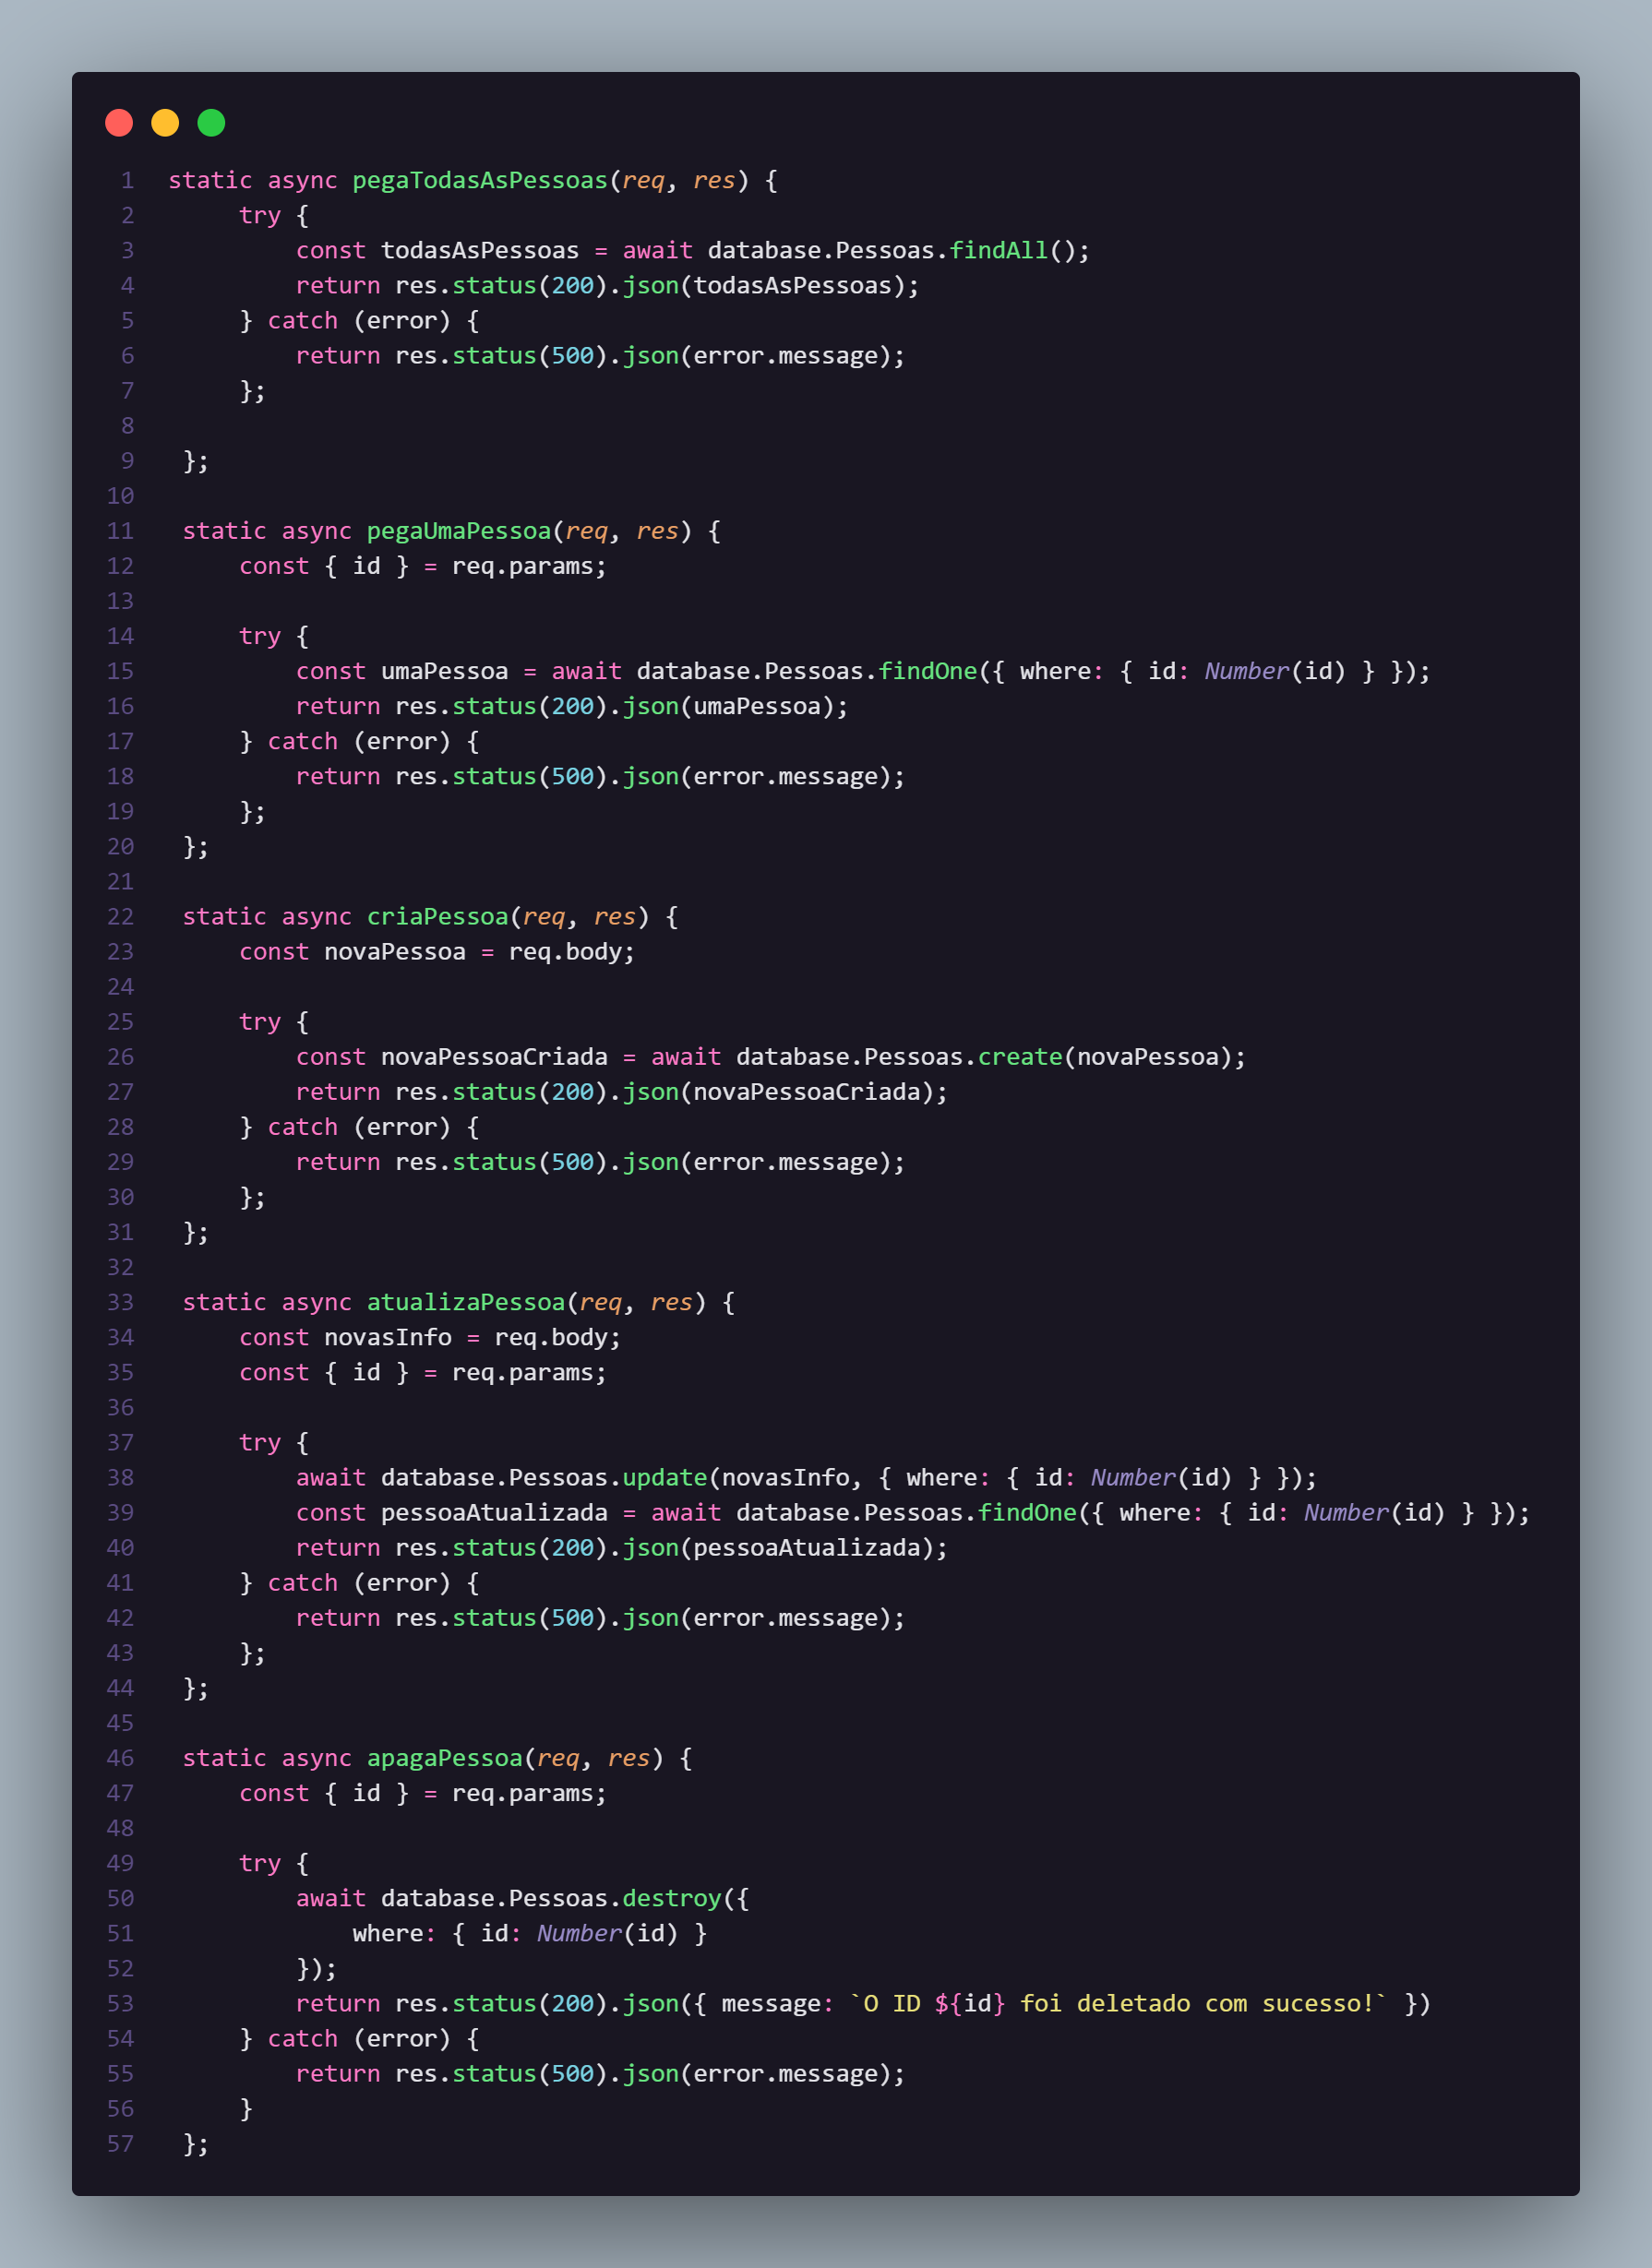 1 static async pegaTodasAsPessoas(req, res) {
2 try {
3 const todasAsPessoas = await database.Pessoas.findAll();
4 return res.status(200).json(todasAsPessoas);
5 } catch (error) {
6 return res.status(500).json(error.message);
7 };
8
9 };
10
11 static async pegaUmaPessoa(req, res) {
12 const { id } = req.params;
13
14 try {
15 const umaPessoa = await database.Pessoas.findOne({ where: { id: Number(id) } });
16 return res.status(200).json(umaPessoa);
17 } catch (error) {
18 return res.status(500).json(error.message);
19 };
20 };
21
22 static async criaPessoa(req, res) {
23 const novaPessoa = req.body;
24
25 try {
26 const novaPessoaCriada = await database.Pessoas.create(novaPessoa);
27 return res.status(200).json(novaPessoaCriada);
28 } catch (error) {
29 return res.status(500).json(error.message);
30 };
31 };
32
33 static async atualizaPessoa(req, res) {
34 const novasInfo = req.body;
35 const { id } = req.params;
36
37 try {
38 await database.Pessoas.update(novasInfo, { where: { id: Number(id) } });
39 const pessoaAtualizada = await database.Pessoas.findOne({ where: { id: Number(id) } });
40 return res.status(200).json(pessoaAtualizada);
41 } catch (error) {
42 return res.status(500).json(error.message);
43 };
44 };
45
46 static async apagaPessoa(req, res) {
47 const { id } = req.params;
48
49 try {
50 await database.Pessoas.destroy({
51 where: { id: Number(id) }
52 });
53 return res.status(200).json({ message: `O ID ${id} foi deletado com sucesso!` })
54 } catch (error) {
55 return res.status(500).json(error.message);
56 }
57 };